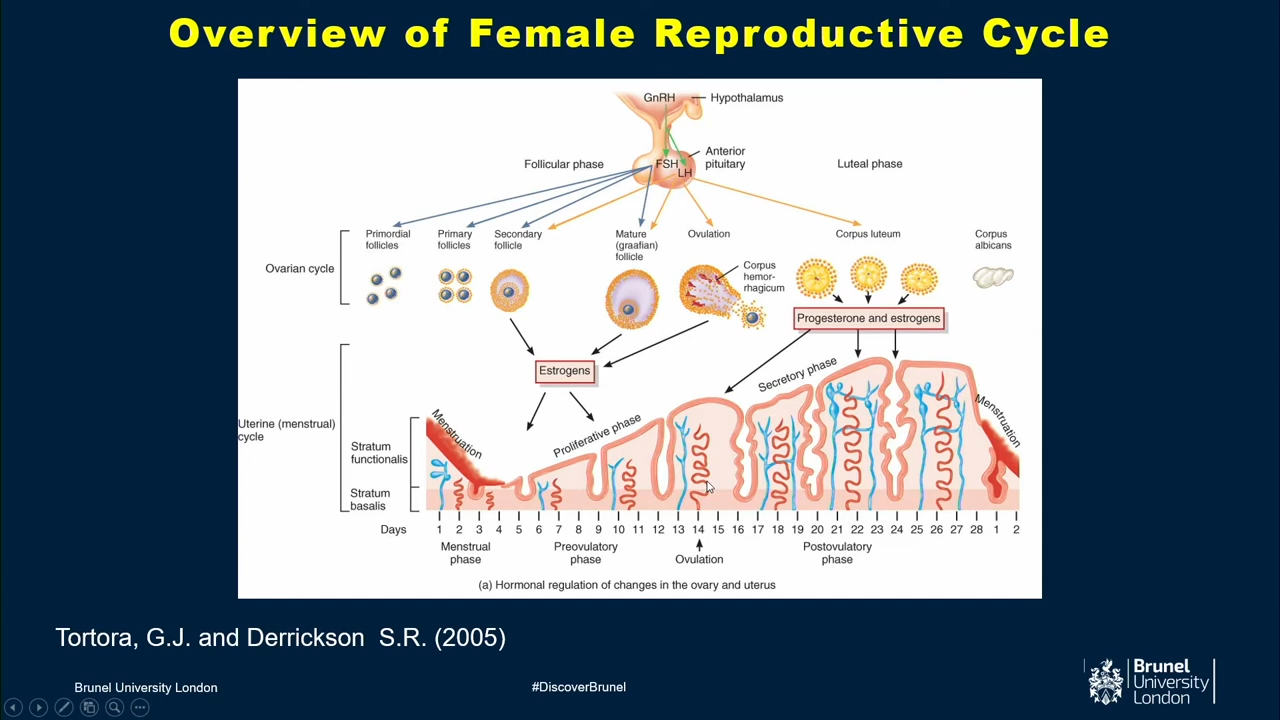 Overview of Female Reproductive Cycle
GnRH
Hypothalamus
Follicular phase
FSH
LH
Anterior
pituitary
Luteal phase
Ovarian cycle
Primordial
follicles
Primary
follicles
Secondary
follicle
Mature
(graafian)
follicle
Ovulation
Corpus
hemor-
rhagicum
Corpus luteum
Corpus
albicans
Progesterone and estrogens
Estrogens
Uterine (menstrual)
cycle
Stratum
functionalis
Stratum
basalis
Menstruation
Proliferative phase
Secretory phase
Menstruation
Days 1 2 3 4 5 6 7 8 9 10 11 12 13 14 15 16 17 18 19 20 21 22 23 24 25 26 27 28 1 2
Menstrual
phase
Preovulatory
phase
Ovulation
Postovulatory
phase
(a) Hormonal regulation of changes in the ovary and uterus
Tortora, G.J. and Derrickson S.R. (2005)
Brunel University London
#DiscoverBrunel
Brunel
University
London